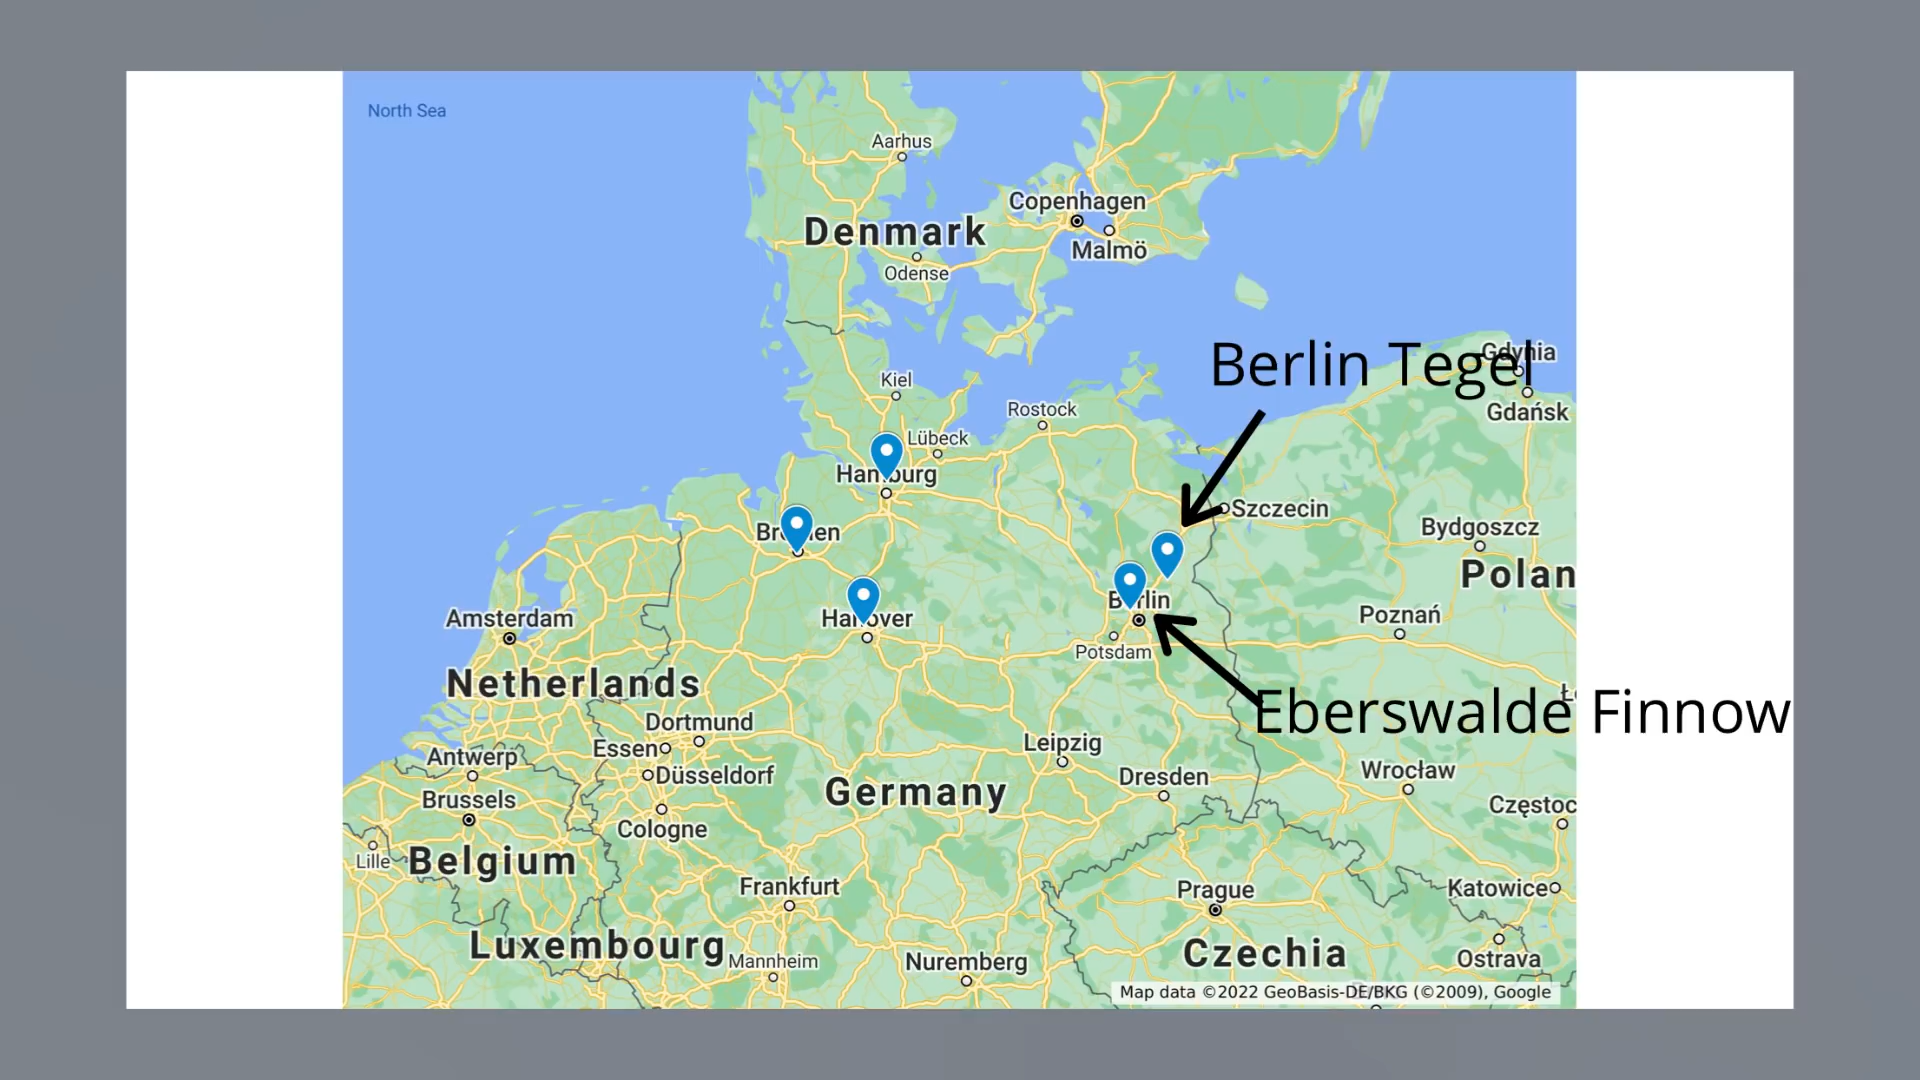 North Sea
Aarhus
Copenhagen
Denmark
Malmö
Odense
Berlin Tegel
Gdynia
Kiel
Rostock
Gdańsk
Lübeck
Hamburg
Szczecin
Bydgoszcz
Bremen
Polan
Berlin
Amsterdam
Hanover
Poznań
Potsdam
Netherlands
Eberswalde Finnow
Dortmund
Essen
Leipzig
Antwerp
Düsseldorf
Dresden
Wrocław
Germany
Brussels
Częstoc
Cologne
Lille
Belgium
Frankfurt
Prague
Katowice
Luxembourg
Mannheim
Nuremberg
Czechia
Ostrava
Map data ©2022 GeoBasis-DE/BKG (©2009), Google